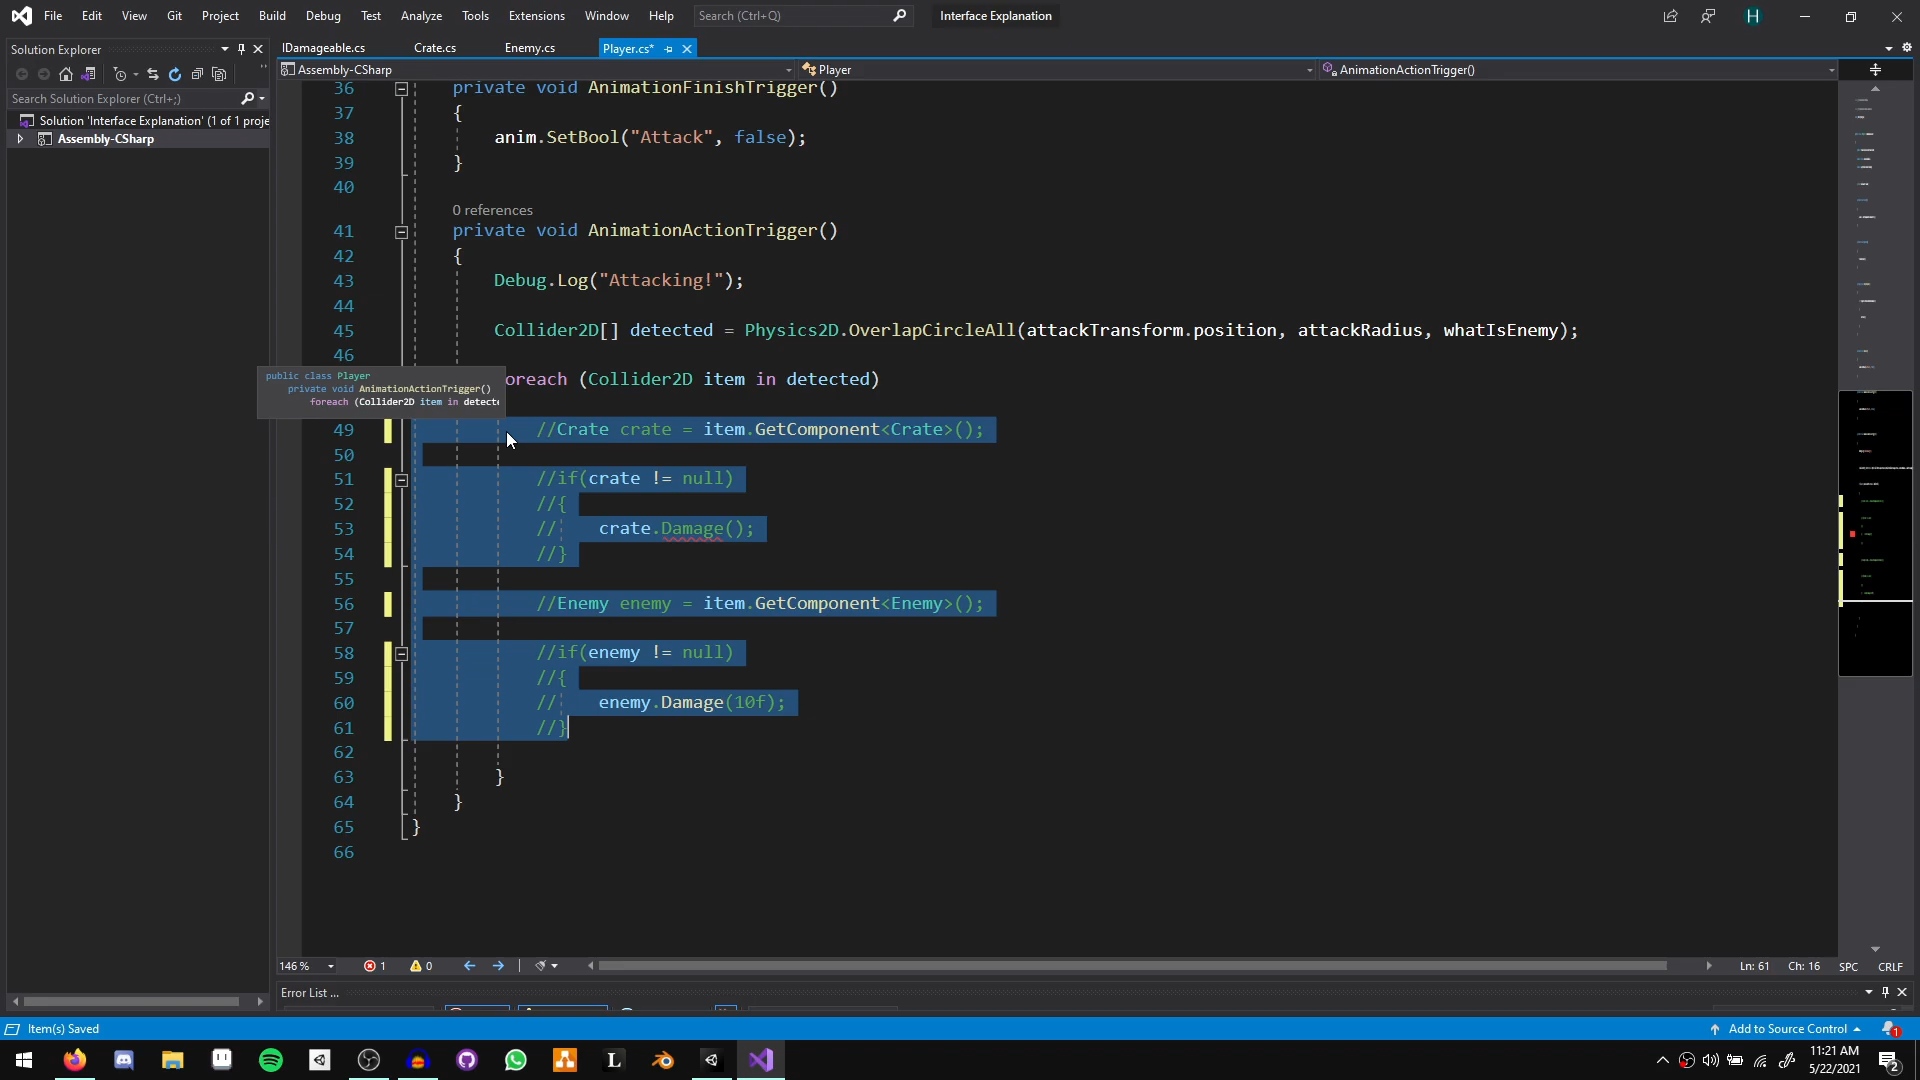 File Edit View Git Project Build Debug Test Analyze Tools Extensions Window Help Search (Ctrl+Q) Interface Explanation H
Solution Explorer
IDamageable.cs Crate.cs Enemy.cs Player.cs*
Assembly-CSharp Player AnimationActionTrigger()
Search Solution Explorer (Ctrl+;)
Solution 'Interface Explanation' (1 of 1 proje
Assembly-CSharp
36 private void AnimationFinishTrigger()
37 {
38 anim.SetBool("Attack", false);
39 }
40
0 references
41 private void AnimationActionTrigger()
42 {
43 Debug.Log("Attacking!");
44
45 Collider2D[] detected = Physics2D.OverlapCircleAll(attackTransform.position, attackRadius, whatIsEnemy);
46
oreach (Collider2D item in detected)
public class Player
private void AnimationActionTrigger()
foreach (Collider2D item in detecte
49 //Crate crate = item.GetComponent<Crate>();
50
51 //if(crate != null)
52 //{
53 // crate.Damage();
54 //}
55
56 //Enemy enemy = item.GetComponent<Enemy>();
57
58 //if(enemy != null)
59 //{
60 // enemy.Damage(10f);
61 //}
62
63 }
64 }
65 }
66
146 % 1 0 Ln: 61 Ch: 16 SPC CRLF
Error List ...
Item(s) Saved Add to Source Control 1
L 11:21 AM
5/22/2021 2